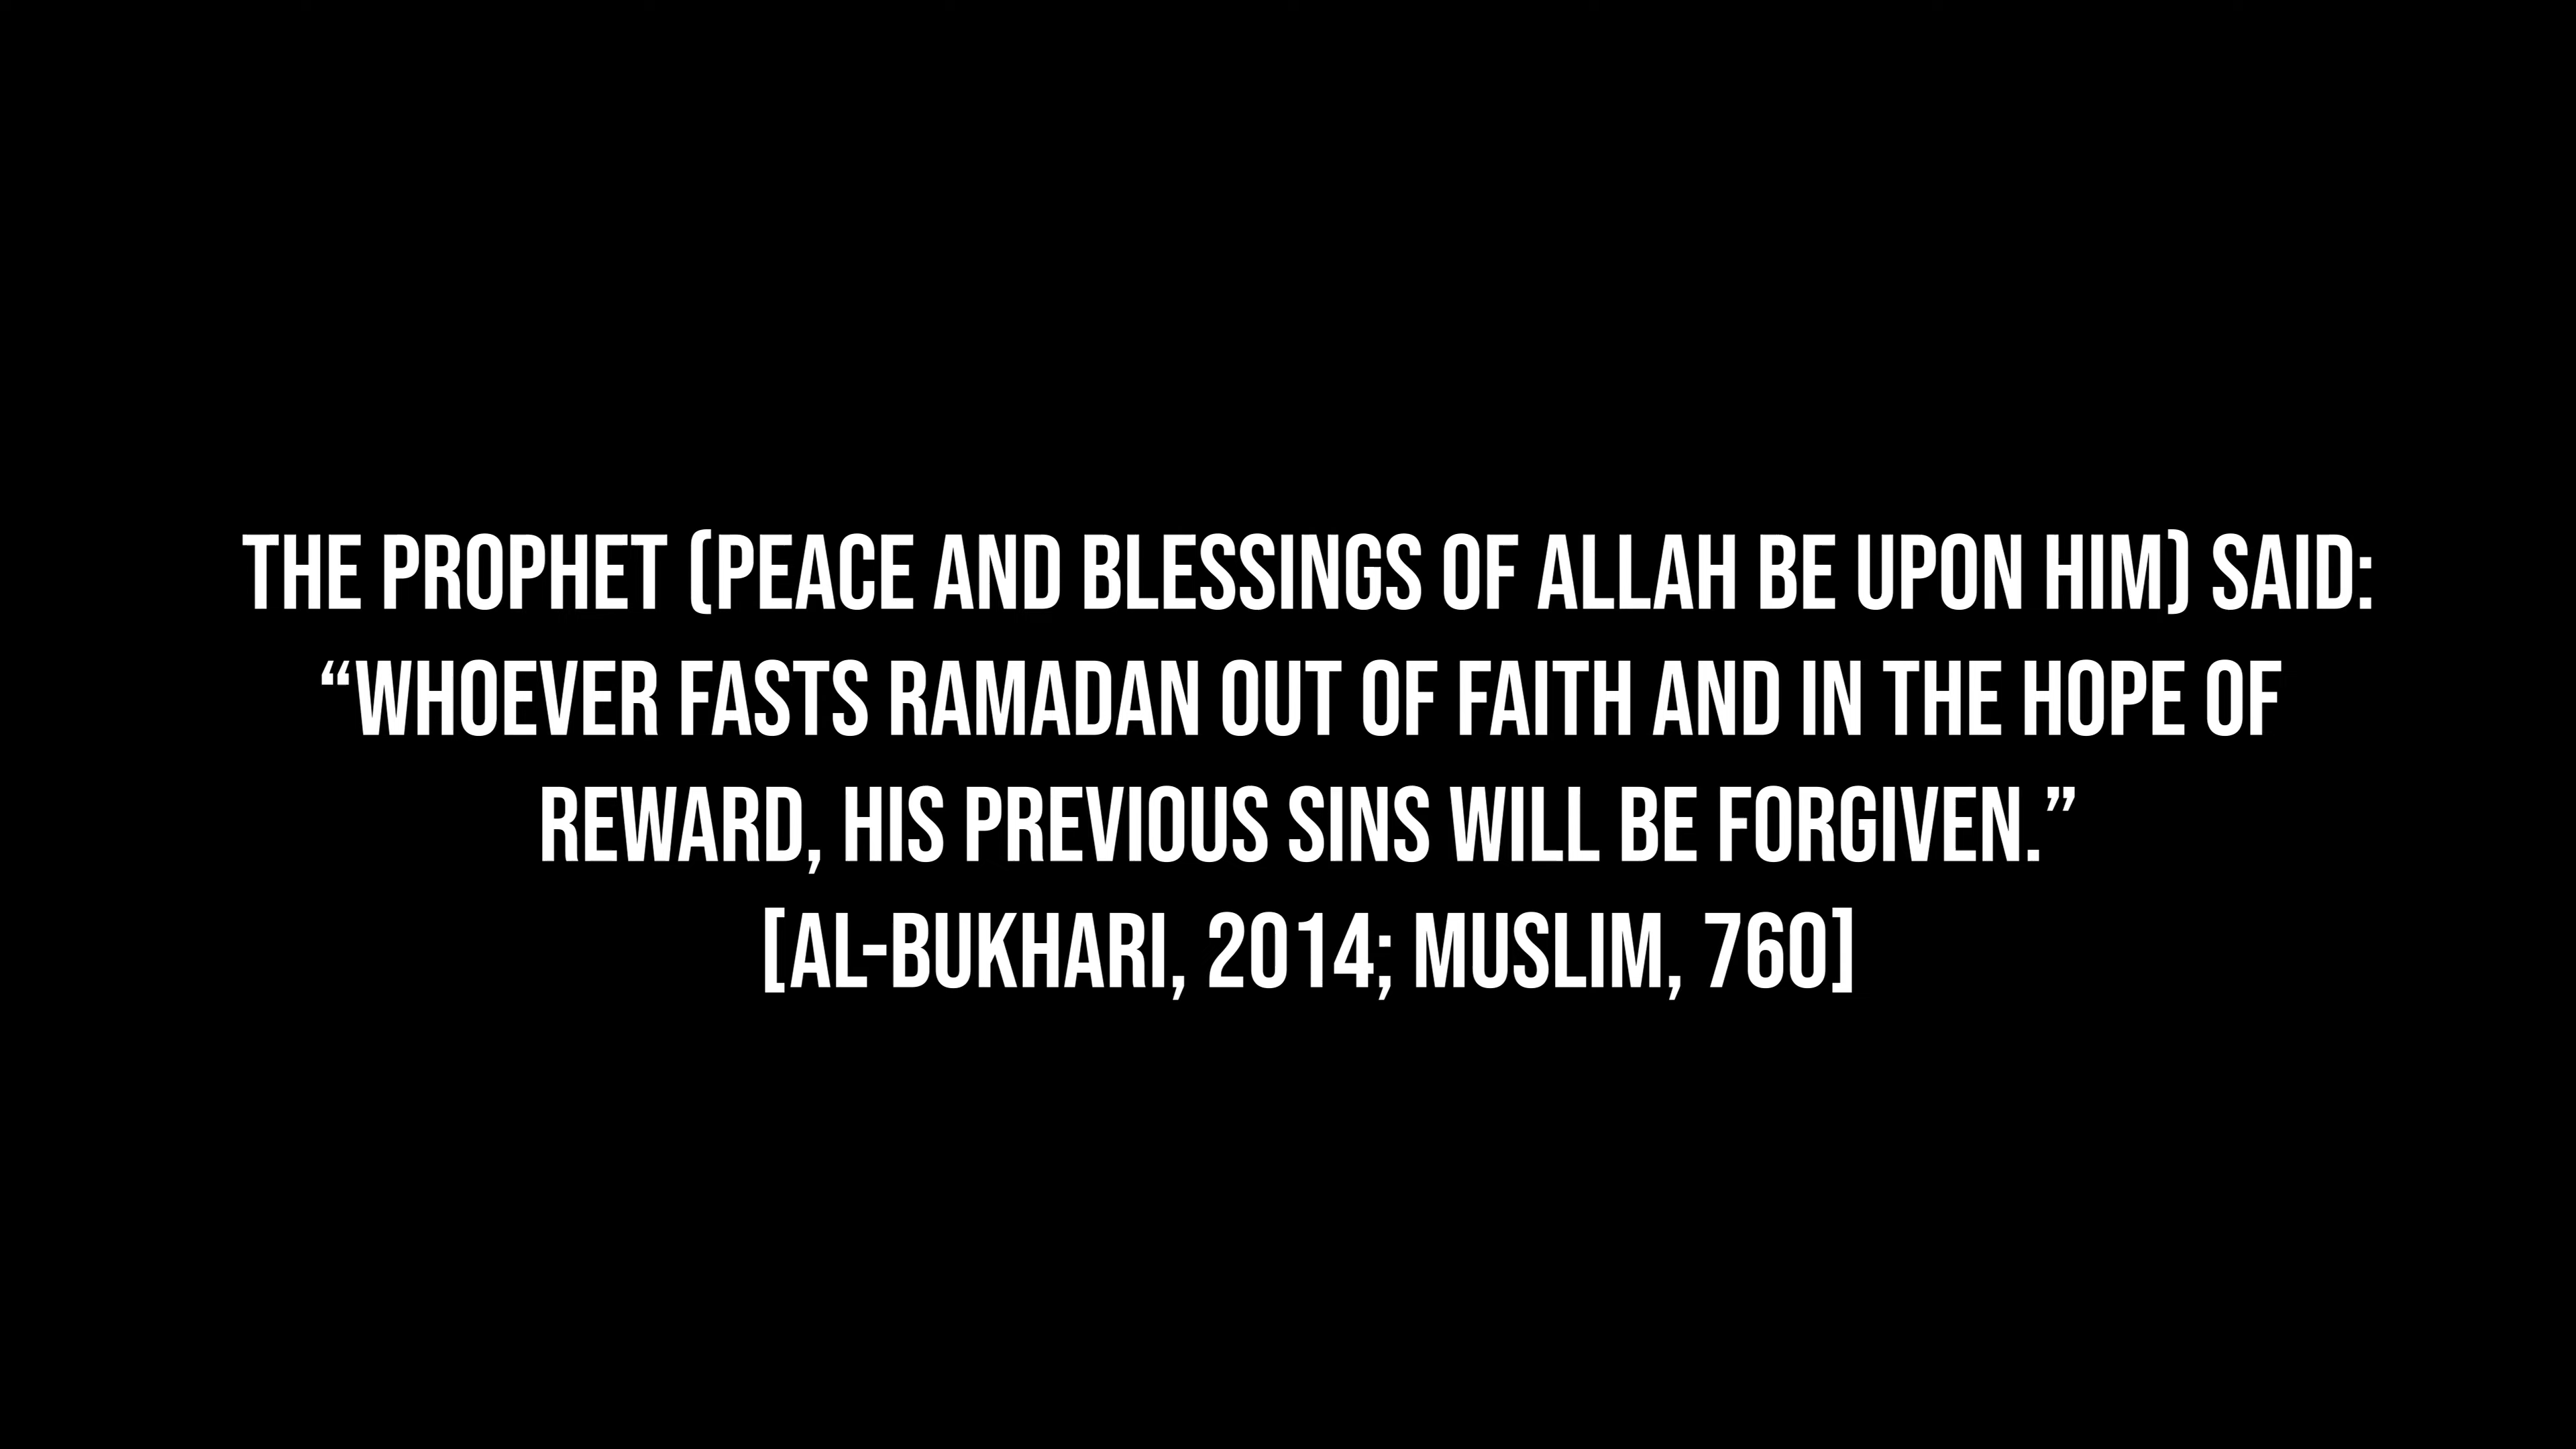 THE PROPHET (PEACE AND BLESSINGS OF ALLAH BE UPON HIM) SAID:
“WHOEVER FASTS RAMADAN OUT OF FAITH AND IN THE HOPE OF
REWARD, HIS PREVIOUS SINS WILL BE FORGIVEN.”
[AL-BUKHARI, 2014; MUSLIM, 760]